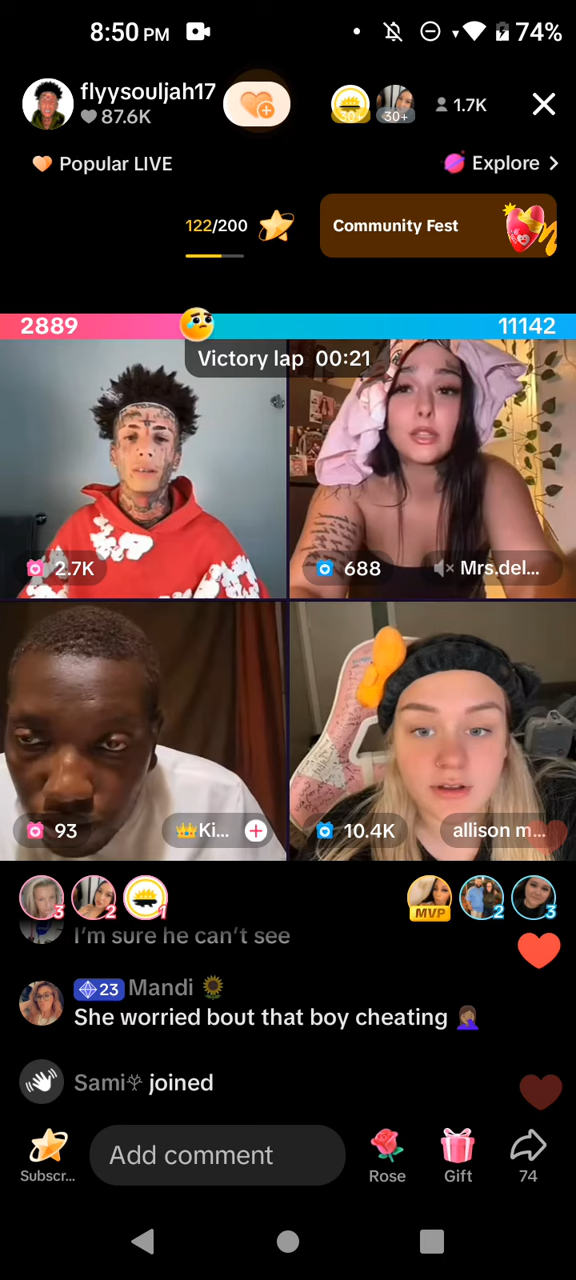 8:50 PM
74%
flyysouljah17
87.6K
30+
30+
1.7K
Popular LIVE
Explore
122/200
Community Fest
2889
11142
Victory lap 00:21
2.7K
688
Mrs.del...
93
Ki...
10.4K
allison m...
3
2
1
MVP
2
3
I'm sure he can't see
23 Mandi 🌻
She worried bout that boy cheating 🤦🏽‍♀️
Sami joined
Subscr...
Add comment
Rose
Gift
74